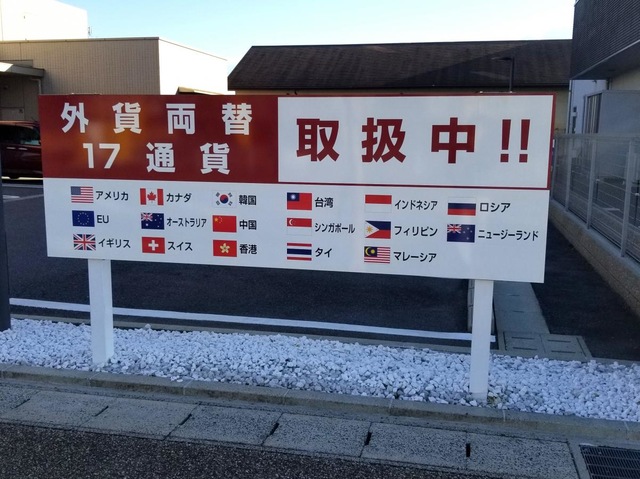 外貨両替
17通貨
取扱中!!
アメリカ カナダ 韓国 台湾 インドネシア ロシア
EU オーストラリア 中国 シンガポール フィリピン ニュージーランド
イギリス スイス 香港 タイ マレーシア